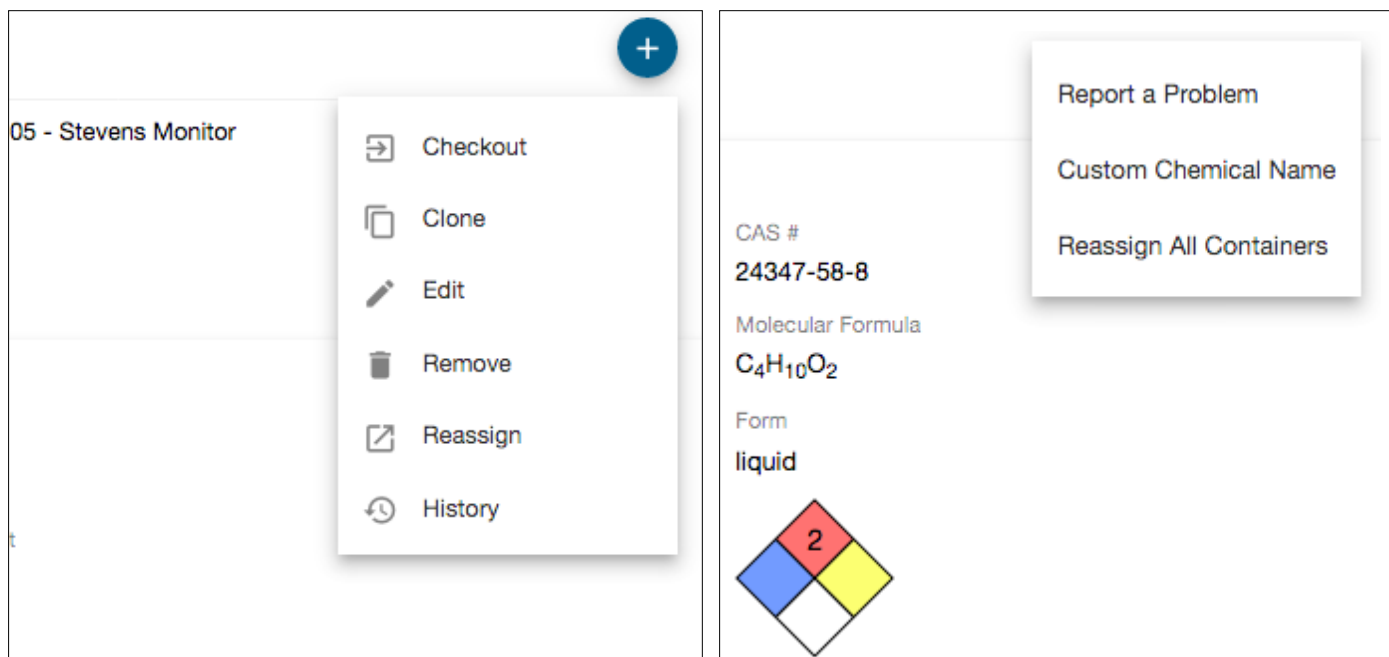 05 - Stevens Monitor
Checkout
Clone
Edit
Remove
Reassign
History
t
Report a Problem
Custom Chemical Name
Reassign All Containers
CAS #
24347-58-8
Molecular Formula
C₄H₁₀O₂
Form
liquid
2